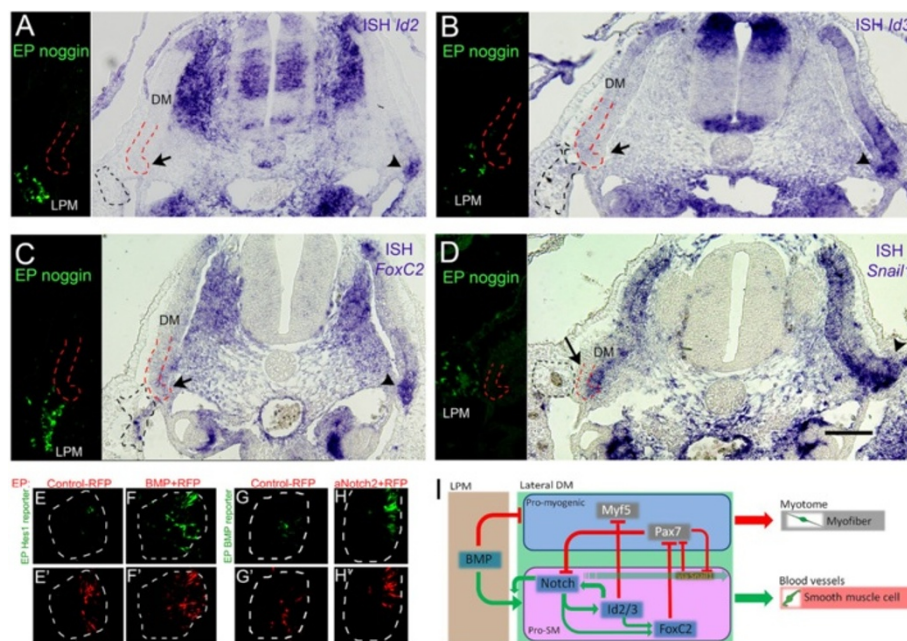 A
EP noggin
ISH Id2
DM
LPM
B
EP noggin
ISH Id3
DM
LPM
C
EP noggin
ISH
FoxC2
DM
LPM
D
EP noggin
ISH
Snail1
DM
LPM
EP:
Control-RFP
BMP+RFP
Control-RFP
aNotch2+RFP
EP Hes1 reporter
E
F
EP BMP reporter
G
H
E'
F'
G'
H'
I
LPM
Lateral DM
Pro-myogenic
Myf5
Pax7
BMP
Notch
Id2/3
FoxC2
Pro-SM
Myotome
Myofiber
Blood vessels
Smooth muscle cell